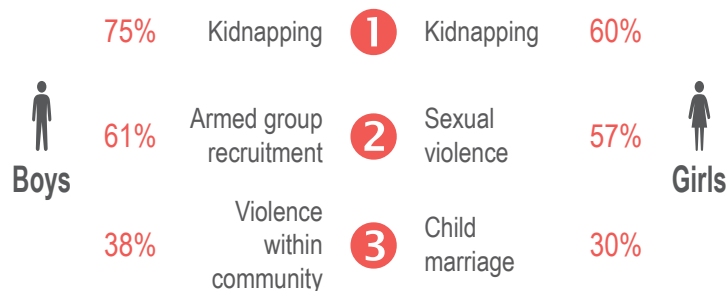 75% Kidnapping 1 Kidnapping 60%
Armed group Sexual
61% recruitment 2 violence 57%
Boys Girls
Violence
38% within 3 Child 30%
community marriage